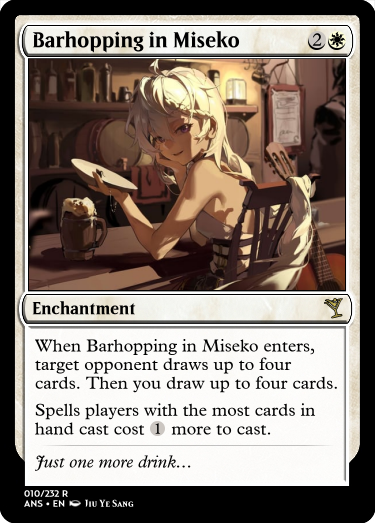 Barhopping in Miseko 2
Enchantment
When Barhopping in Miseko enters,
target opponent draws up to four
cards. Then you draw up to four cards.
Spells players with the most cards in
hand cast cost 1 more to cast.
Just one more drink...
010/232 R
ANS • EN Jiu Ye Sang